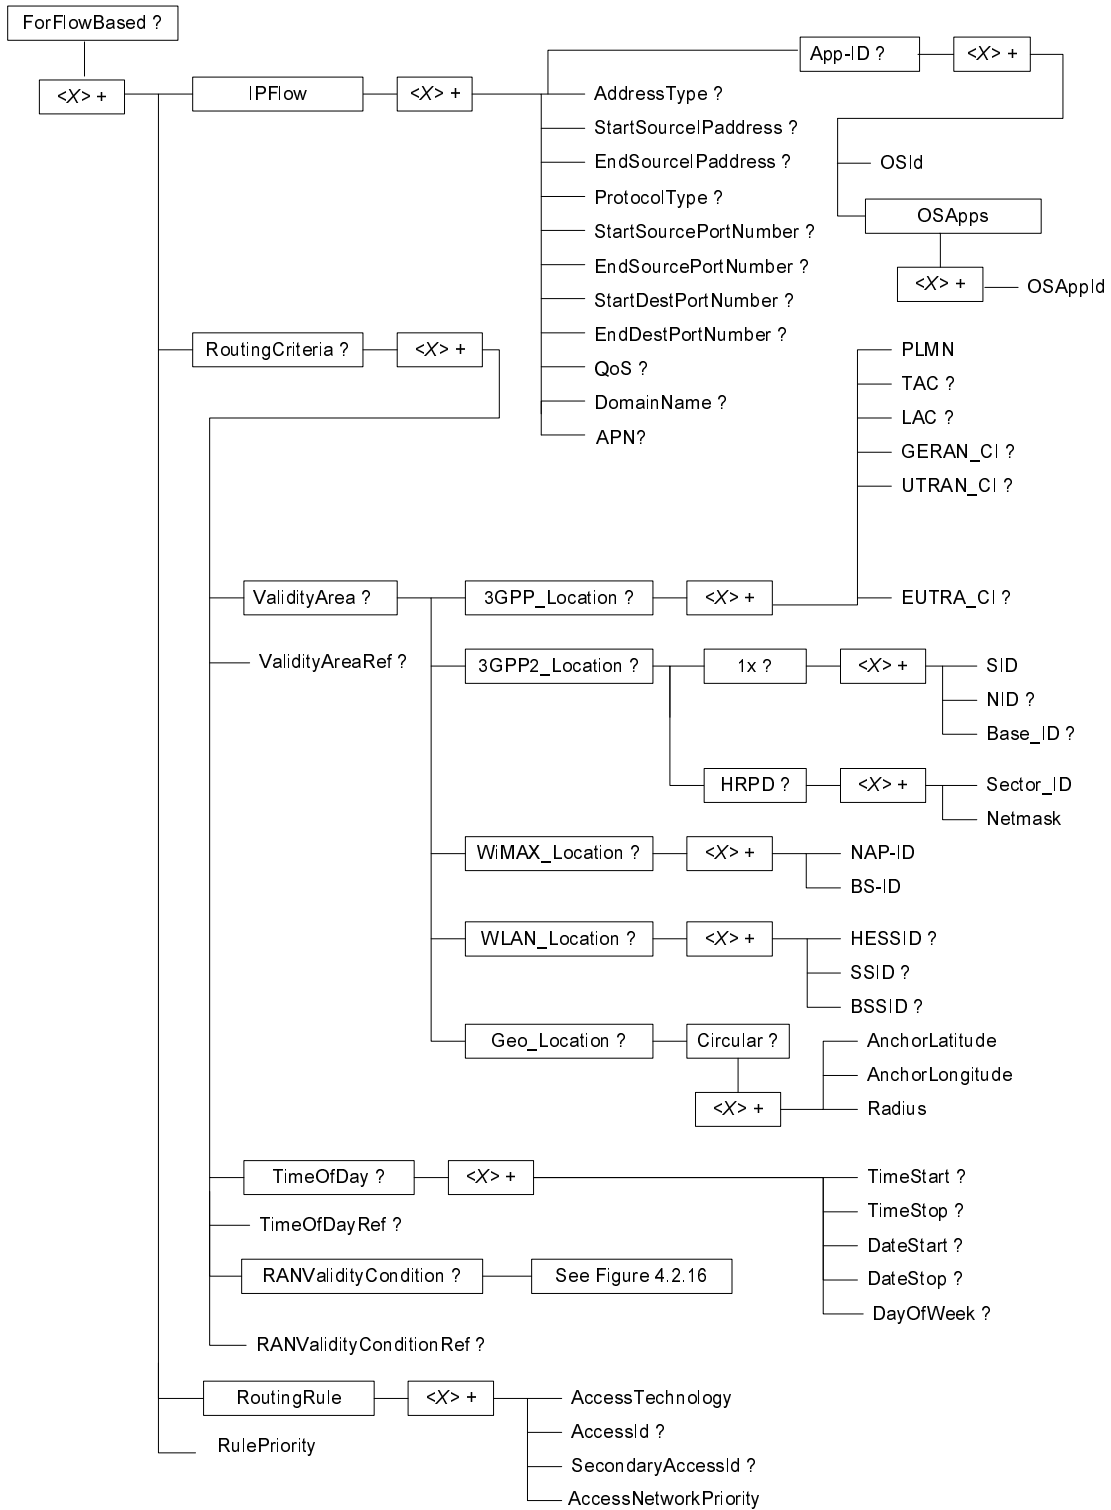 ForFlowBased ?
<X> +
IPFlow
<X> +
App-ID ?
<X> +
OSId
OSApps
<X> +
OSAppId
AddressType ?
StartSourceIPaddress ?
EndSourceIPaddress ?
ProtocolType ?
StartSourcePortNumber ?
EndSourcePortNumber ?
StartDestPortNumber ?
EndDestPortNumber ?
QoS ?
DomainName ?
APN?
RoutingCriteria ?
<X> +
ValidityArea ?
3GPP_Location ?
<X> +
PLMN
TAC ?
LAC ?
GERAN_CI ?
UTRAN_CI ?
EUTRA_CI ?
ValidityAreaRef ?
3GPP2_Location ?
1x ?
<X> +
SID
NID ?
Base_ID ?
HRPD ?
<X> +
Sector_ID
Netmask
WiMAX_Location ?
<X> +
NAP-ID
BS-ID
WLAN_Location ?
<X> +
HESSID ?
SSID ?
BSSID ?
Geo_Location ?
Circular ?
<X> +
AnchorLatitude
AnchorLongitude
Radius
TimeOfDay ?
<X> +
TimeStart ?
TimeStop ?
DateStart ?
DateStop ?
DayOfWeek ?
TimeOfDayRef ?
RANValidityCondition ?
See Figure 4.2.16
RANValidityConditionRef ?
RoutingRule
<X> +
AccessTechnology
AccessId ?
SecondaryAccessId ?
AccessNetworkPriority
RulePriority